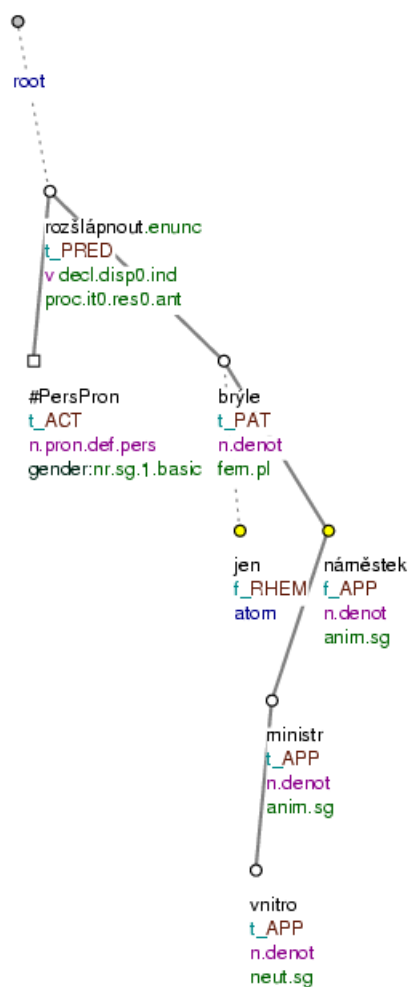 root
rozšlápnout.enunc
t_PRED
v decl.disp0.ind
proc.it0.res0.ant
#PersPron
t_ACT
n.pron.def.pers
gender:nr.sg.1.basic
brýle
t_PAT
n.denot
fem.pl
jen
f_RHEM
atom
náměstek
f_APP
n.denot
anim.sg
ministr
t_APP
n.denot
anim.sg
vnitro
t_APP
n.denot
neut.sg